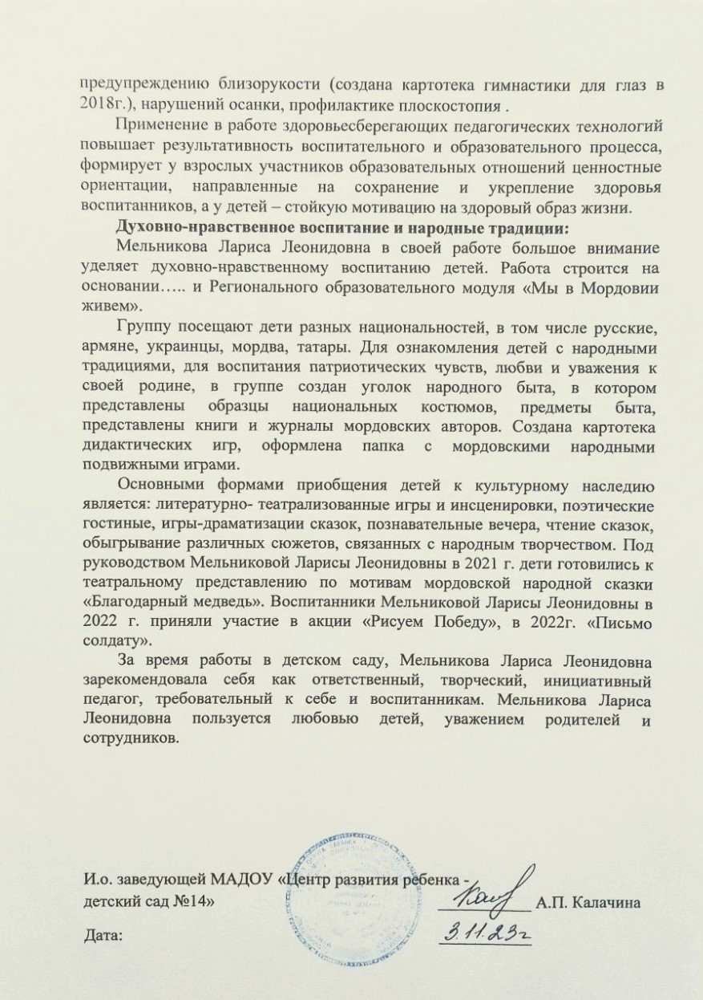 предупреждению близорукости (создана картотека гимнастики для глаз в
2018г.), нарушений осанки, профилактике плоскостопия .
Применение в работе здоровьесберегающих педагогических технологий
повышает результативность воспитательного и образовательного процесса,
формирует у взрослых участников образовательных отношений ценностные
ориентации, направленные на сохранение и укрепление здоровья
воспитанников, а у детей – стойкую мотивацию на здоровый образ жизни.
Духовно-нравственное воспитание и народные традиции:
Мельникова Лариса Леонидовна в своей работе большое внимание
уделяет духовно-нравственному воспитанию детей. Работа строится на
основании….. и Регионального образовательного модуля «Мы в Мордовии
живем».
Группу посещают дети разных национальностей, в том числе русские,
армяне, украинцы, мордва, татары. Для ознакомления детей с народными
традициями, для воспитания патриотических чувств, любви и уважения к
своей родине, в группе создан уголок народного быта, в котором
представлены образцы национальных костюмов, предметы быта,
представлены книги и журналы мордовских авторов. Создана картотека
дидактических игр, оформлена папка с мордовскими народными
подвижными играми.
Основными формами приобщения детей к культурному наследию
является: литературно- театрализованные игры и инсценировки, поэтические
гостиные, игры-драматизации сказок, познавательные вечера, чтение сказок,
обыгрывание различных сюжетов, связанных с народным творчеством. Под
руководством Мельниковой Ларисы Леонидовны в 2021 г. дети готовились к
театральному представлению по мотивам мордовской народной сказки
«Благодарный медведь». Воспитанники Мельниковой Ларисы Леонидовны в
2022 г. приняли участие в акции «Рисуем Победу», в 2022г. «Письмо
солдату».
За время работы в детском саду, Мельникова Лариса Леонидовна
зарекомендовала себя как ответственный, творческий, инициативный
педагог, требовательный к себе и воспитанникам. Мельникова Лариса
Леонидовна пользуется любовью детей, уважением родителей и
сотрудников.
И.о. заведующей МАДОУ «Центр развития ребенка -
детский сад №14» А.П. Калачина
Дата: 3.11.23г